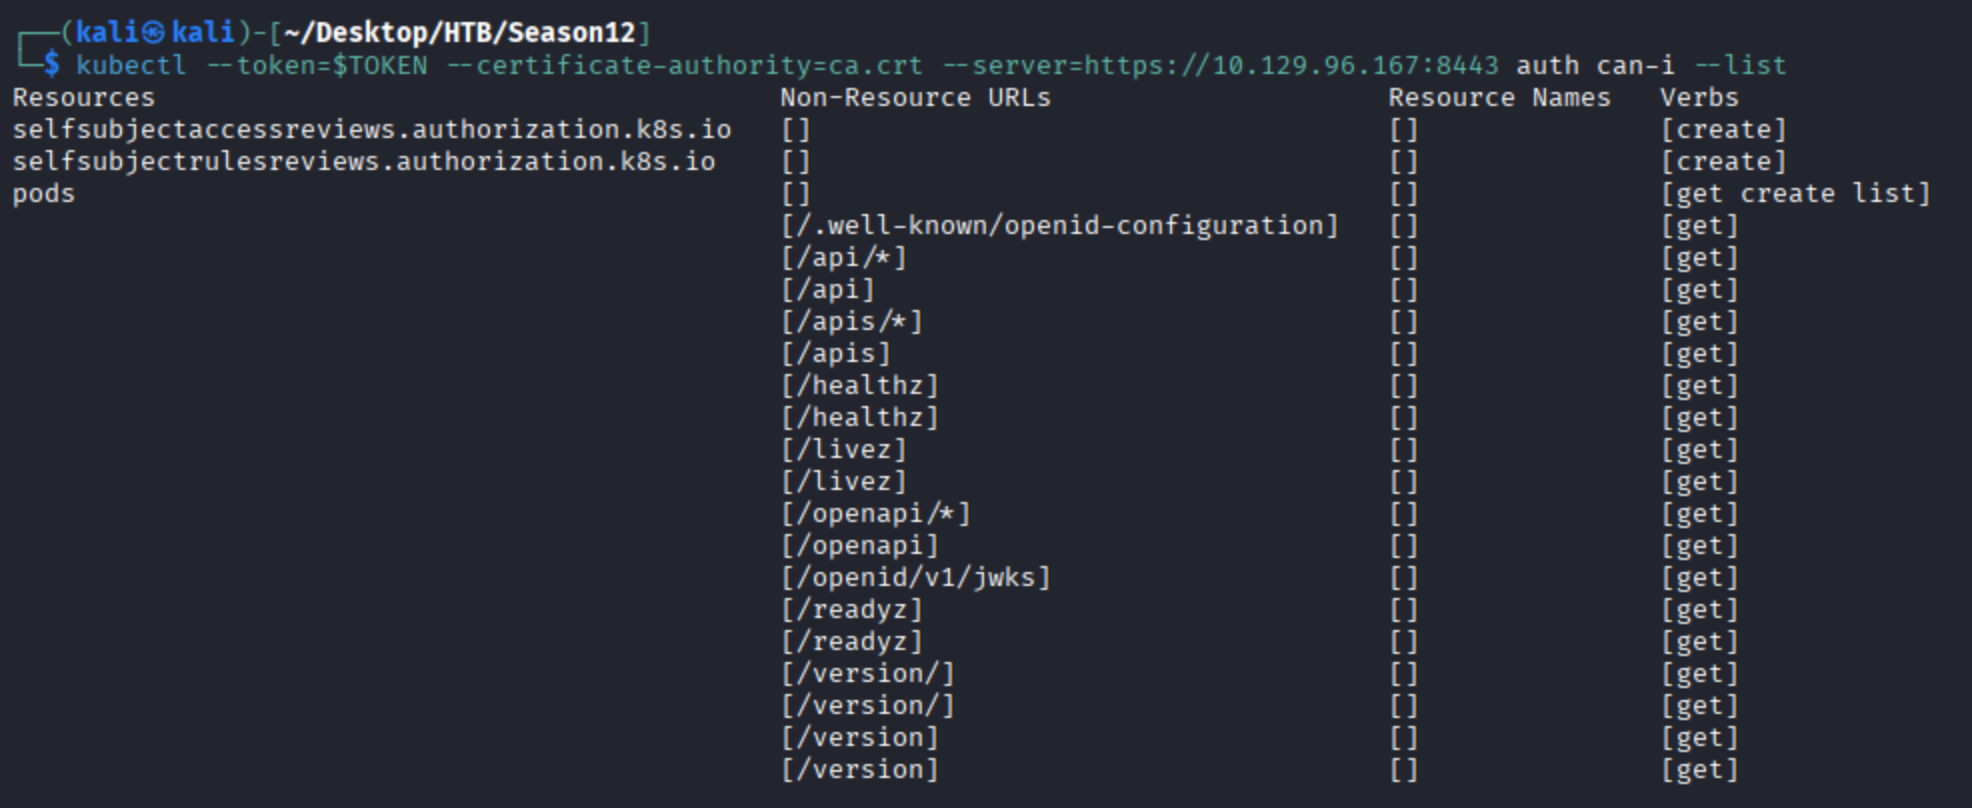 ┌──(kali㉿kali)-[~/Desktop/HTB/Season12]
└─$ kubectl --token=$TOKEN --certificate-authority=ca.crt --server=https://10.129.96.167:8443 auth can-i --list
Resources Non-Resource URLs Resource Names Verbs
selfsubjectaccessreviews.authorization.k8s.io [] [] [create]
selfsubjectrulesreviews.authorization.k8s.io [] [] [create]
pods [] [] [get create list]
[/.well-known/openid-configuration] [] [get]
[/api/*] [] [get]
[/api] [] [get]
[/apis/*] [] [get]
[/apis] [] [get]
[/healthz] [] [get]
[/healthz] [] [get]
[/livez] [] [get]
[/livez] [] [get]
[/openapi/*] [] [get]
[/openapi] [] [get]
[/openid/v1/jwks] [] [get]
[/readyz] [] [get]
[/readyz] [] [get]
[/version/] [] [get]
[/version/] [] [get]
[/version] [] [get]
[/version] [] [get]